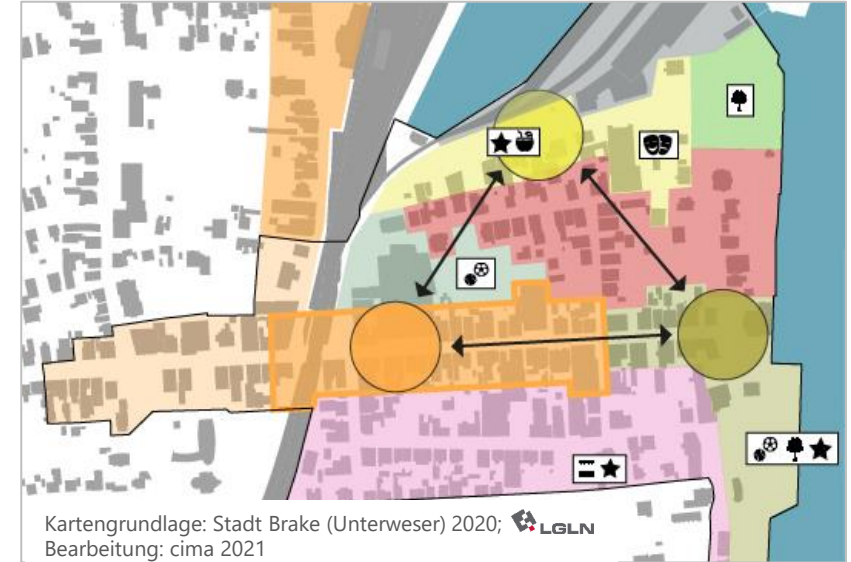 Kartengrundlage: Stadt Brake (Unterweser) 2020; LGLN
Bearbeitung: cima 2021